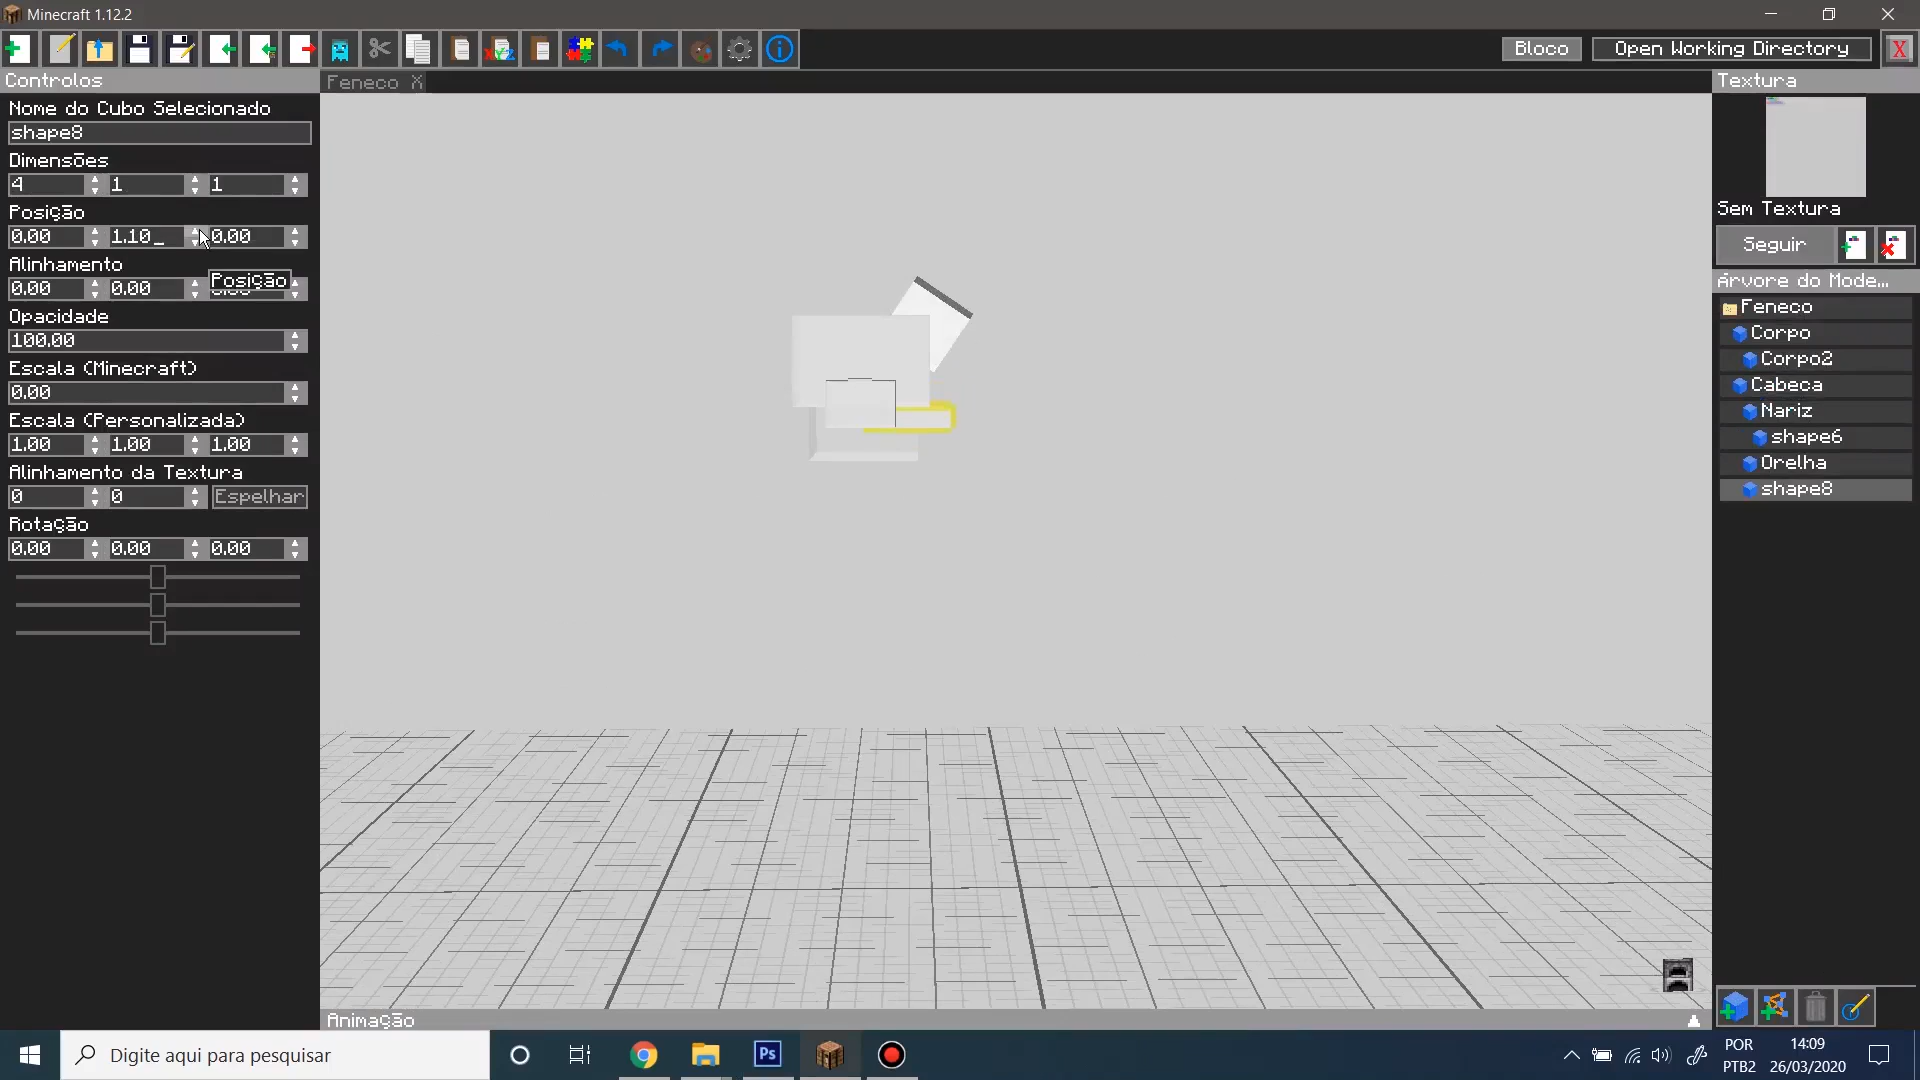 Minecraft 1.12.2
Bloco
Open Working Directory
X
Controlos
Feneco X
Textura
Nome do Cubo Selecionado
shape8
Dimensões
4 1 1
Posição
0.00 1.10_ 0.00
Alinhamento
0.00 0.00
Posição
Opacidade
100.00
Escala (Minecraft)
0.00
Escala (Personalizada)
1.00 1.00 1.00
Alinhamento da Textura
0 0 Espelhar
Rotação
0.00 0.00 0.00
Sem Textura
Seguir
Árvore do Mode...
Feneco
Corpo
Corpo2
Cabeca
Nariz
shape6
Orelha
shape8
Animação
Digite aqui para pesquisar
Ps
POR
PTB2
14:09
26/03/2020